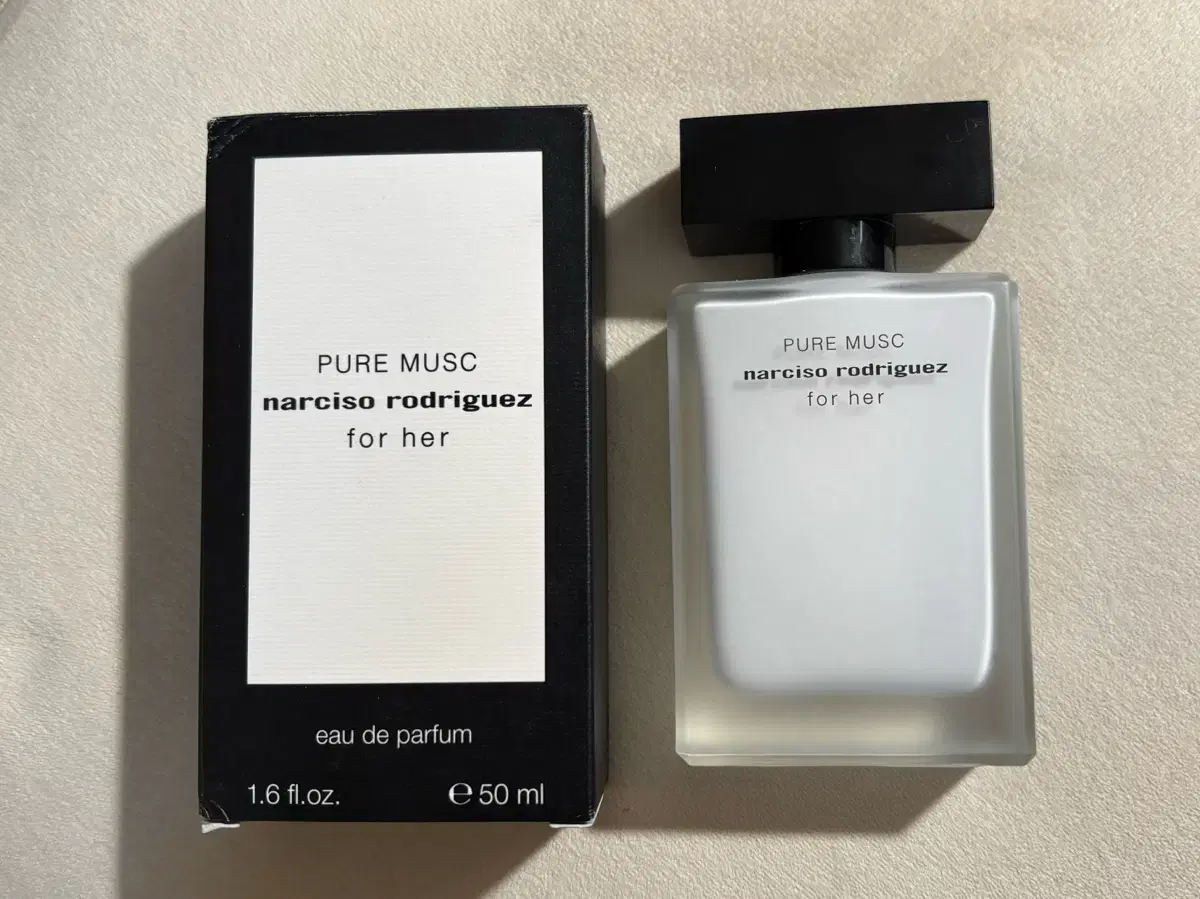 PURE MUSC
narciso rodriguez
for her
eau de parfum
1.6 fl.oz. ℮ 50 ml
PURE MUSC
narciso rodriguez
for her